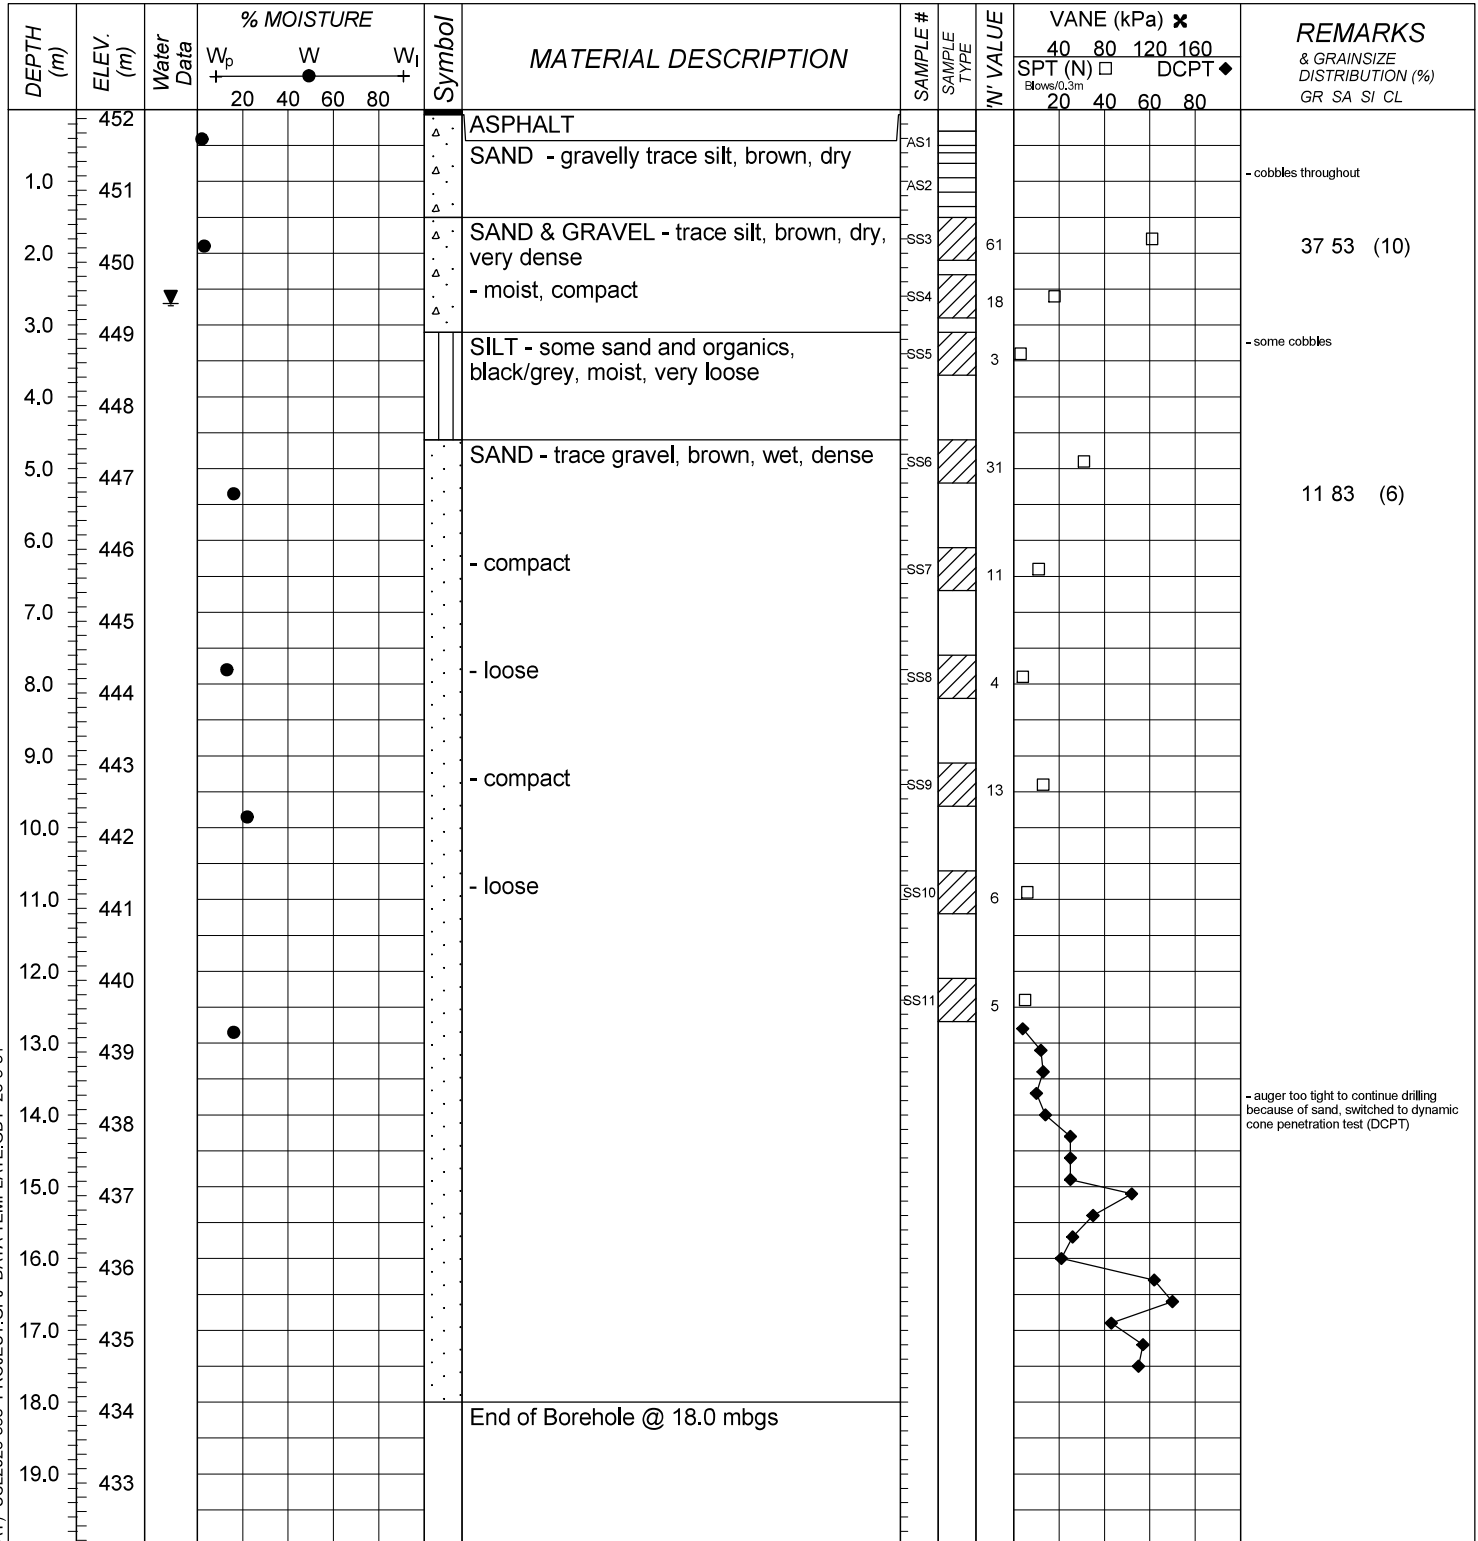 DEPTH (m)
ELEV. (m)
Water Data
% MOISTURE
Wp W Wl
20 40 60 80
Symbol
MATERIAL DESCRIPTION
SAMPLE #
SAMPLE TYPE
'N' VALUE
VANE (kPa) ✖
40 80 120 160
SPT (N) □ DCPT ◆
Blows/0.3m
20 40 60 80
REMARKS
& GRAINSIZE
DISTRIBUTION (%)
GR SA SI CL
452
ASPHALT
AS1
SAND - gravelly trace silt, brown, dry
- cobbles throughout
1.0
451
AS2
SAND & GRAVEL - trace silt, brown, dry,
very dense
SS3
61
37 53 (10)
2.0
450
- moist, compact
SS4
18
3.0
449
SILT - some sand and organics,
black/grey, moist, very loose
SS5
3
- some cobbles
4.0
448
SAND - trace gravel, brown, wet, dense
SS6
31
5.0
447
11 83 (6)
6.0
446
- compact
SS7
11
7.0
445
- loose
SS8
4
8.0
444
9.0
443
- compact
SS9
13
10.0
442
- loose
SS10
6
11.0
441
12.0
440
SS11
5
13.0
439
- auger too tight to continue drilling
because of sand, switched to dynamic
cone penetration test (DCPT)
14.0
438
15.0
437
16.0
436
17.0
435
18.0
434
End of Borehole @ 18.0 mbgs
19.0
433